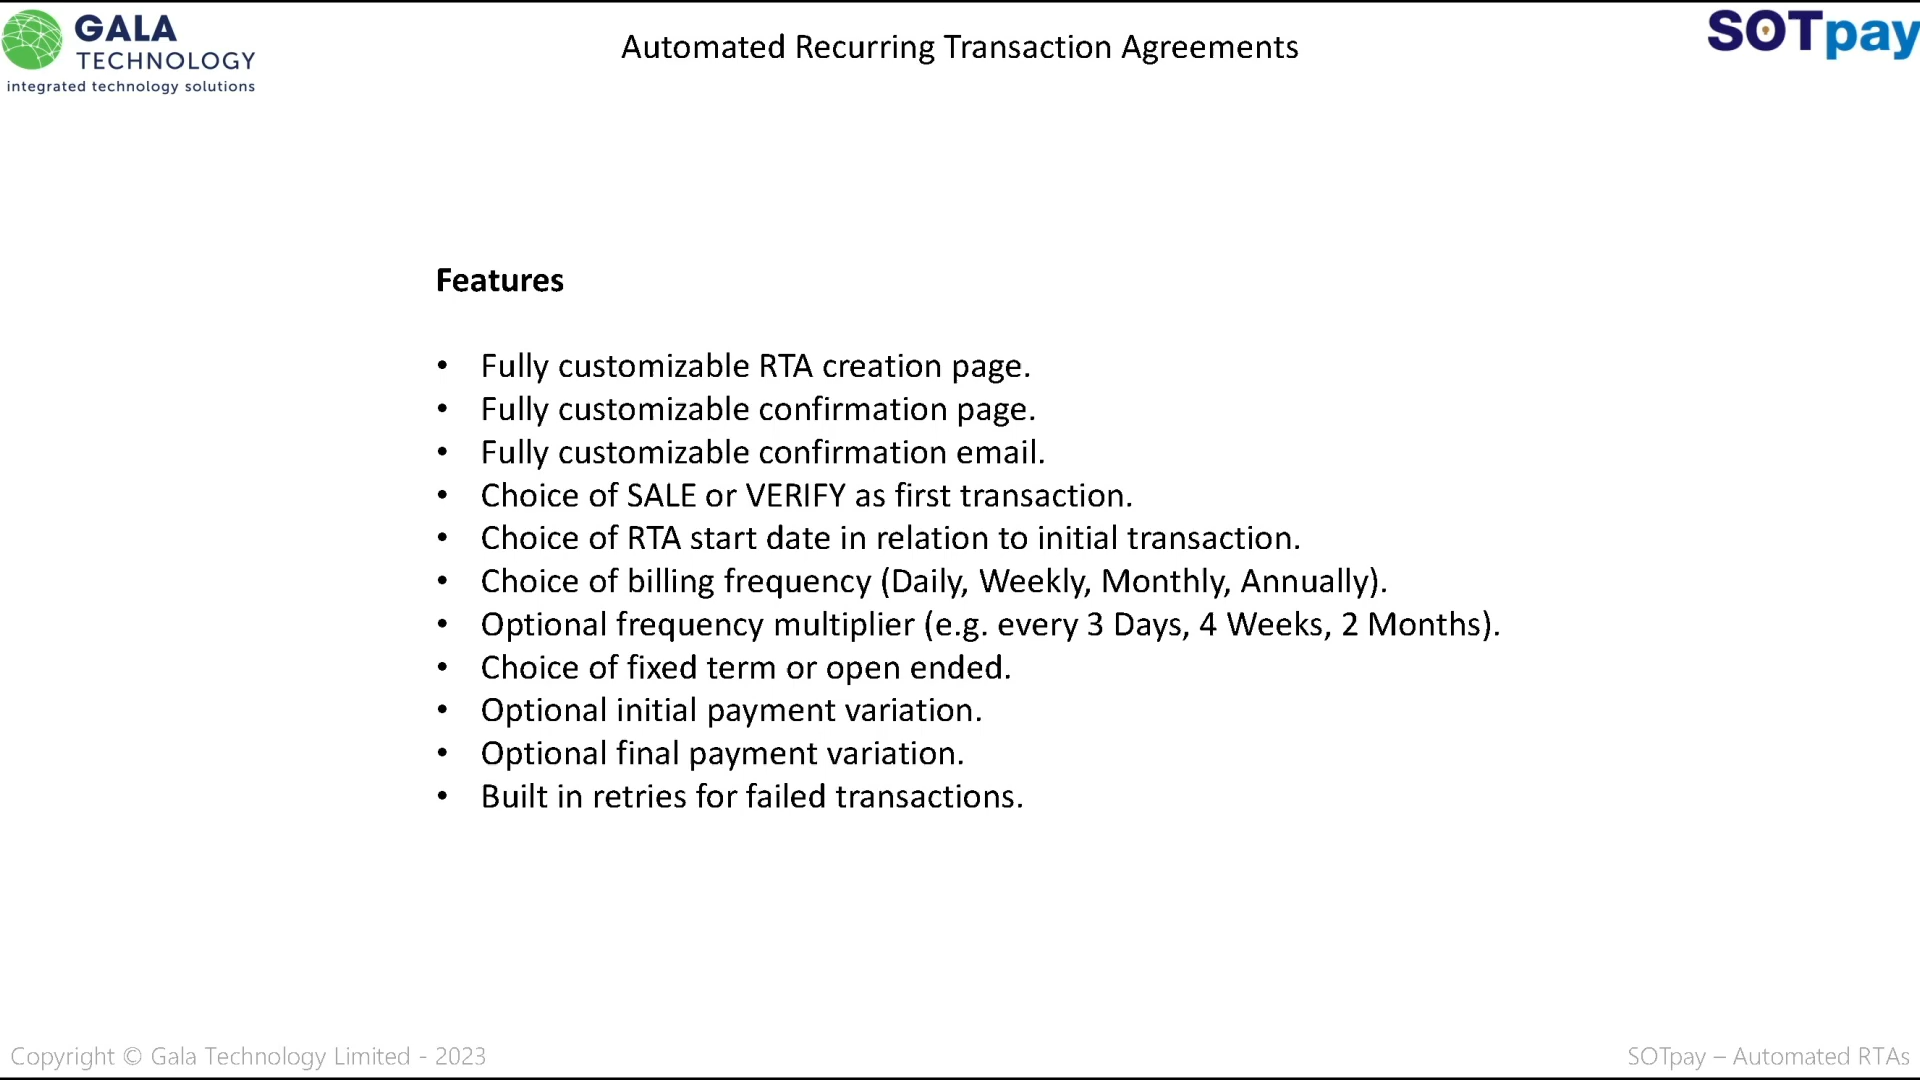 GALA
TECHNOLOGY
integrated technology solutions
Automated Recurring Transaction Agreements
SOTpay
Features
• Fully customizable RTA creation page.
• Fully customizable confirmation page.
• Fully customizable confirmation email.
• Choice of SALE or VERIFY as first transaction.
• Choice of RTA start date in relation to initial transaction.
• Choice of billing frequency (Daily, Weekly, Monthly, Annually).
• Optional frequency multiplier (e.g. every 3 Days, 4 Weeks, 2 Months).
• Choice of fixed term or open ended.
• Optional initial payment variation.
• Optional final payment variation.
• Built in retries for failed transactions.
Copyright © Gala Technology Limited - 2023
SOTpay – Automated RTAs